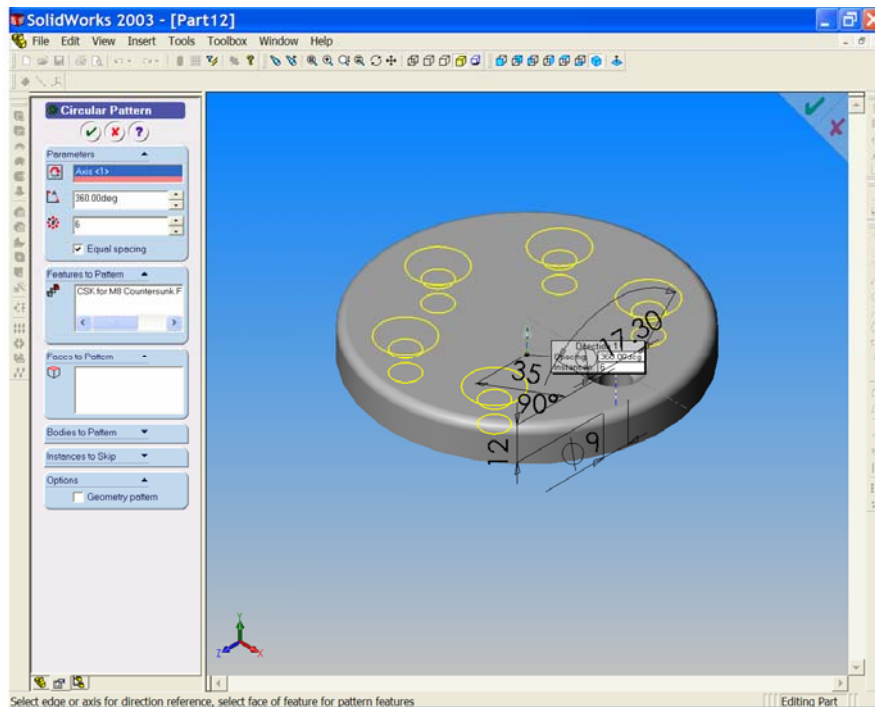 SolidWorks 2003 - [Part12]
File Edit View Insert Tools Toolbox Window Help
Circular Pattern
Parameters
Axis <1>
360.00deg
6
Equal spacing
Features to Pattern
CSK for M8 Countersunk F
Faces to Pattern
Bodies to Pattern
Instances to Skip
Options
Geometry pattern
17.30
Direction 1
Spacing 360.00deg
Instances 6
35
90°
12
Φ9
Y
Z
X
Select edge or axis for direction reference, select face of feature for pattern features
Editing Part